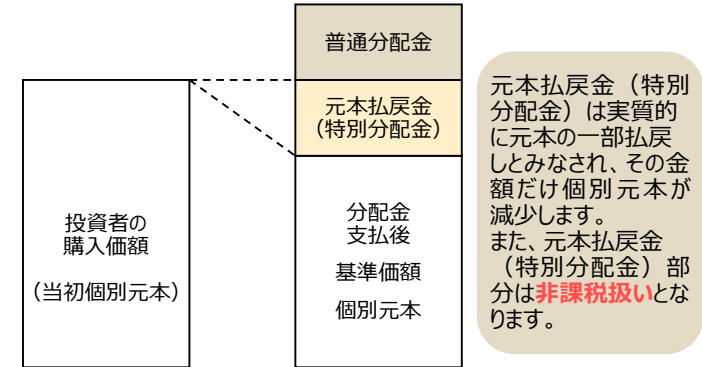 普通分配金
元本払戻金
（特別分配金）
投資者の
購入価額
（当初個別元本）
分配金
支払後
基準価額
個別元本
元本払戻金（特別
分配金）は実質的
に元本の一部払戻
しとみなされ、その金
額だけ個別元本が
減少します。
また、元本払戻金
（特別分配金）部
分は非課税扱いとな
ります。